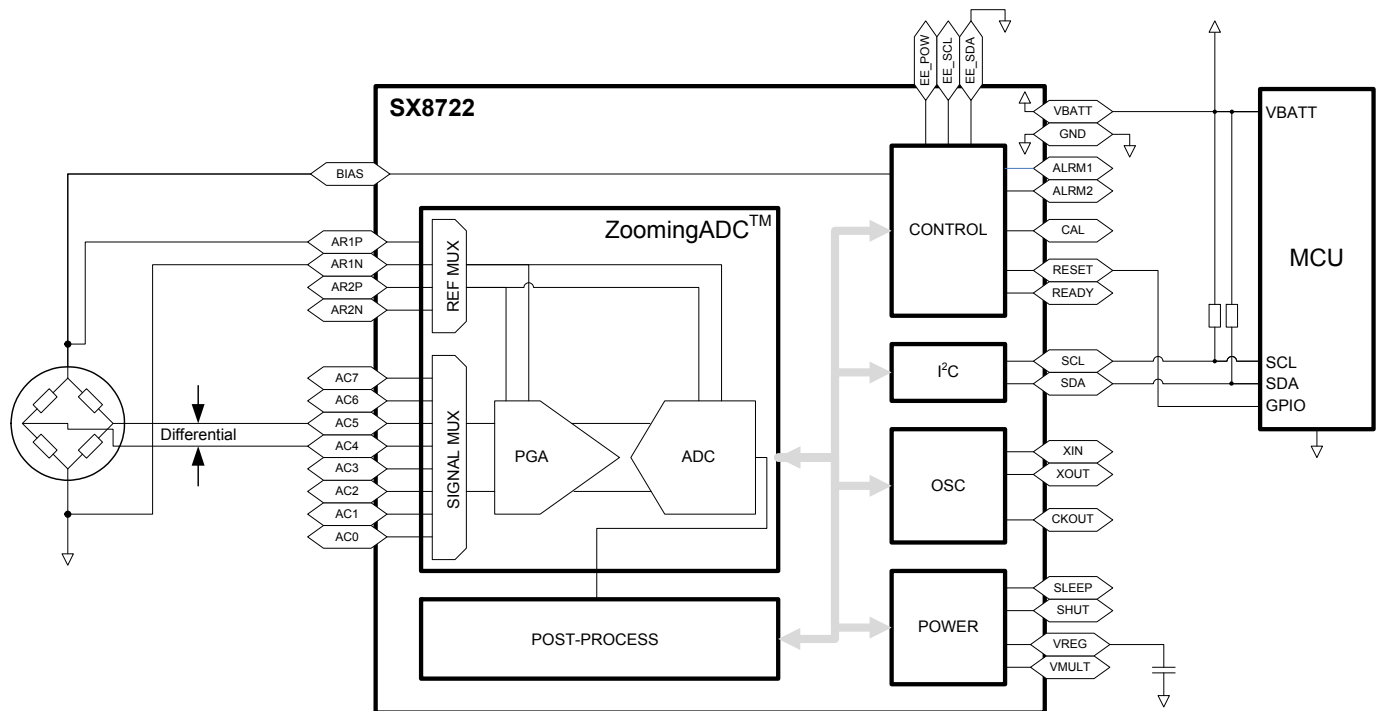 EE_POW
EE_SCL
EE_SDA
SX8722
VBATT
GND
ALRM1
ALRM2
CAL
RESET
READY
CONTROL
VBATT
MCU
SCL
SDA
GPIO
BIAS
ZoomingADC™
AR1P
AR1N
AR2P
AR2N
REF MUX
AC7
AC6
AC5
AC4
AC3
AC2
AC1
AC0
Differential
SIGNAL MUX
PGA
ADC
I²C
SCL
SDA
OSC
XIN
XOUT
CKOUT
POST-PROCESS
POWER
SLEEP
SHUT
VREG
VMULT